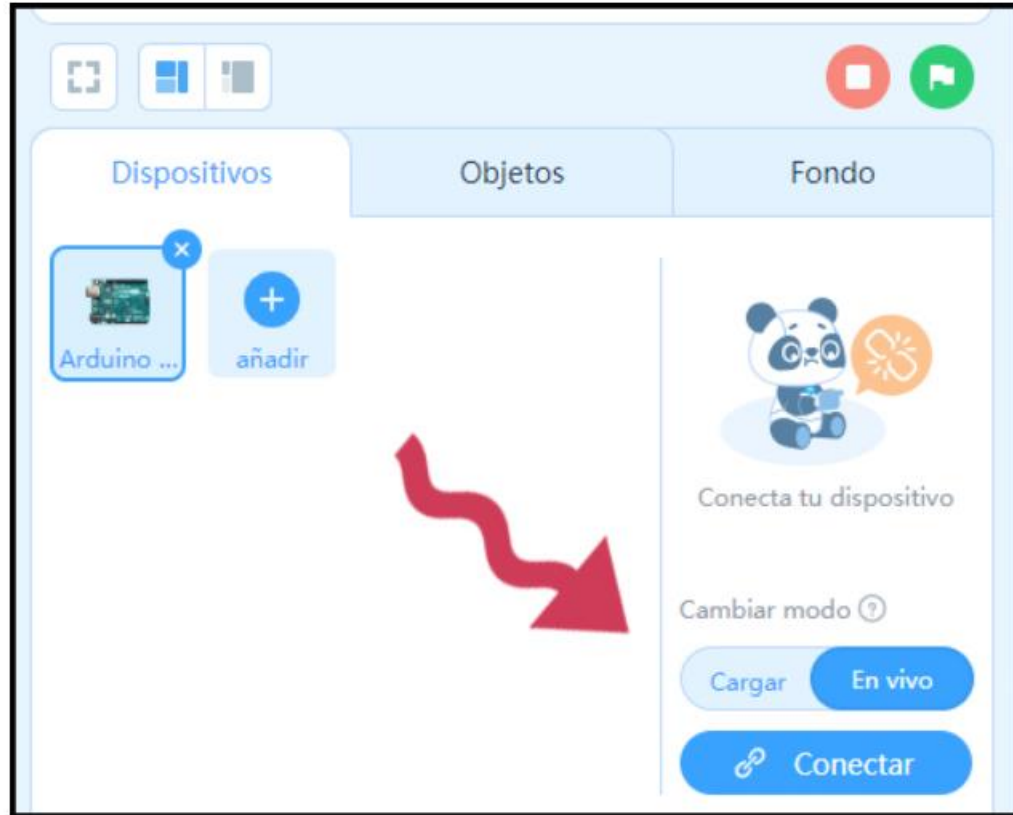 Dispositivos
Objetos
Fondo
Arduino ...
añadir
Conecta tu dispositivo
Cambiar modo ?
Cargar
En vivo
Conectar